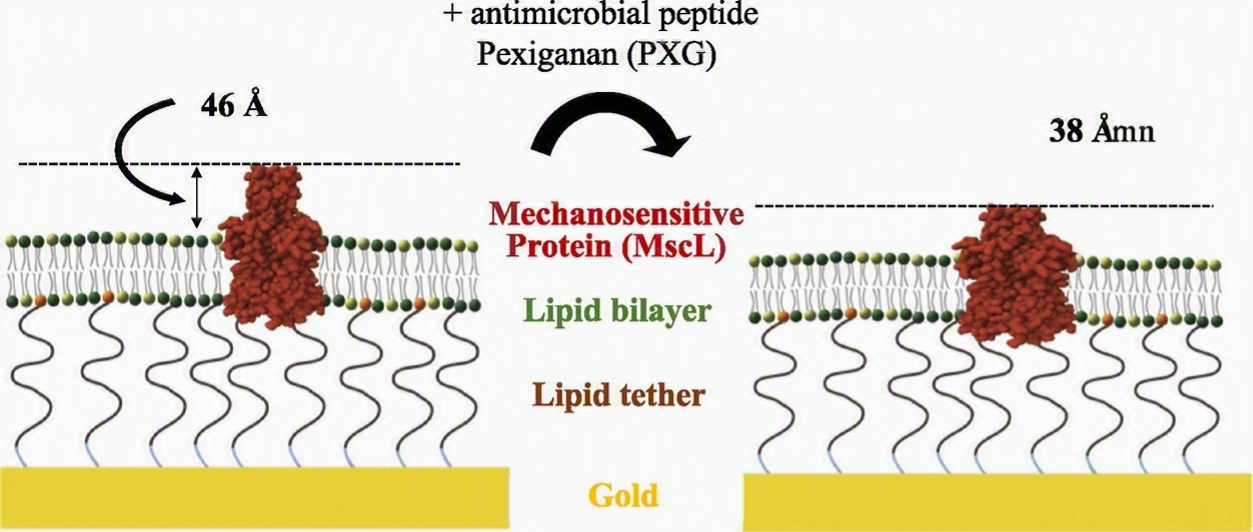 + antimicrobial peptide
Pexiganan (PXG)
46 Å
38 Åmn
Mechanosensitive
Protein (MscL)
Lipid bilayer
Lipid tether
Gold